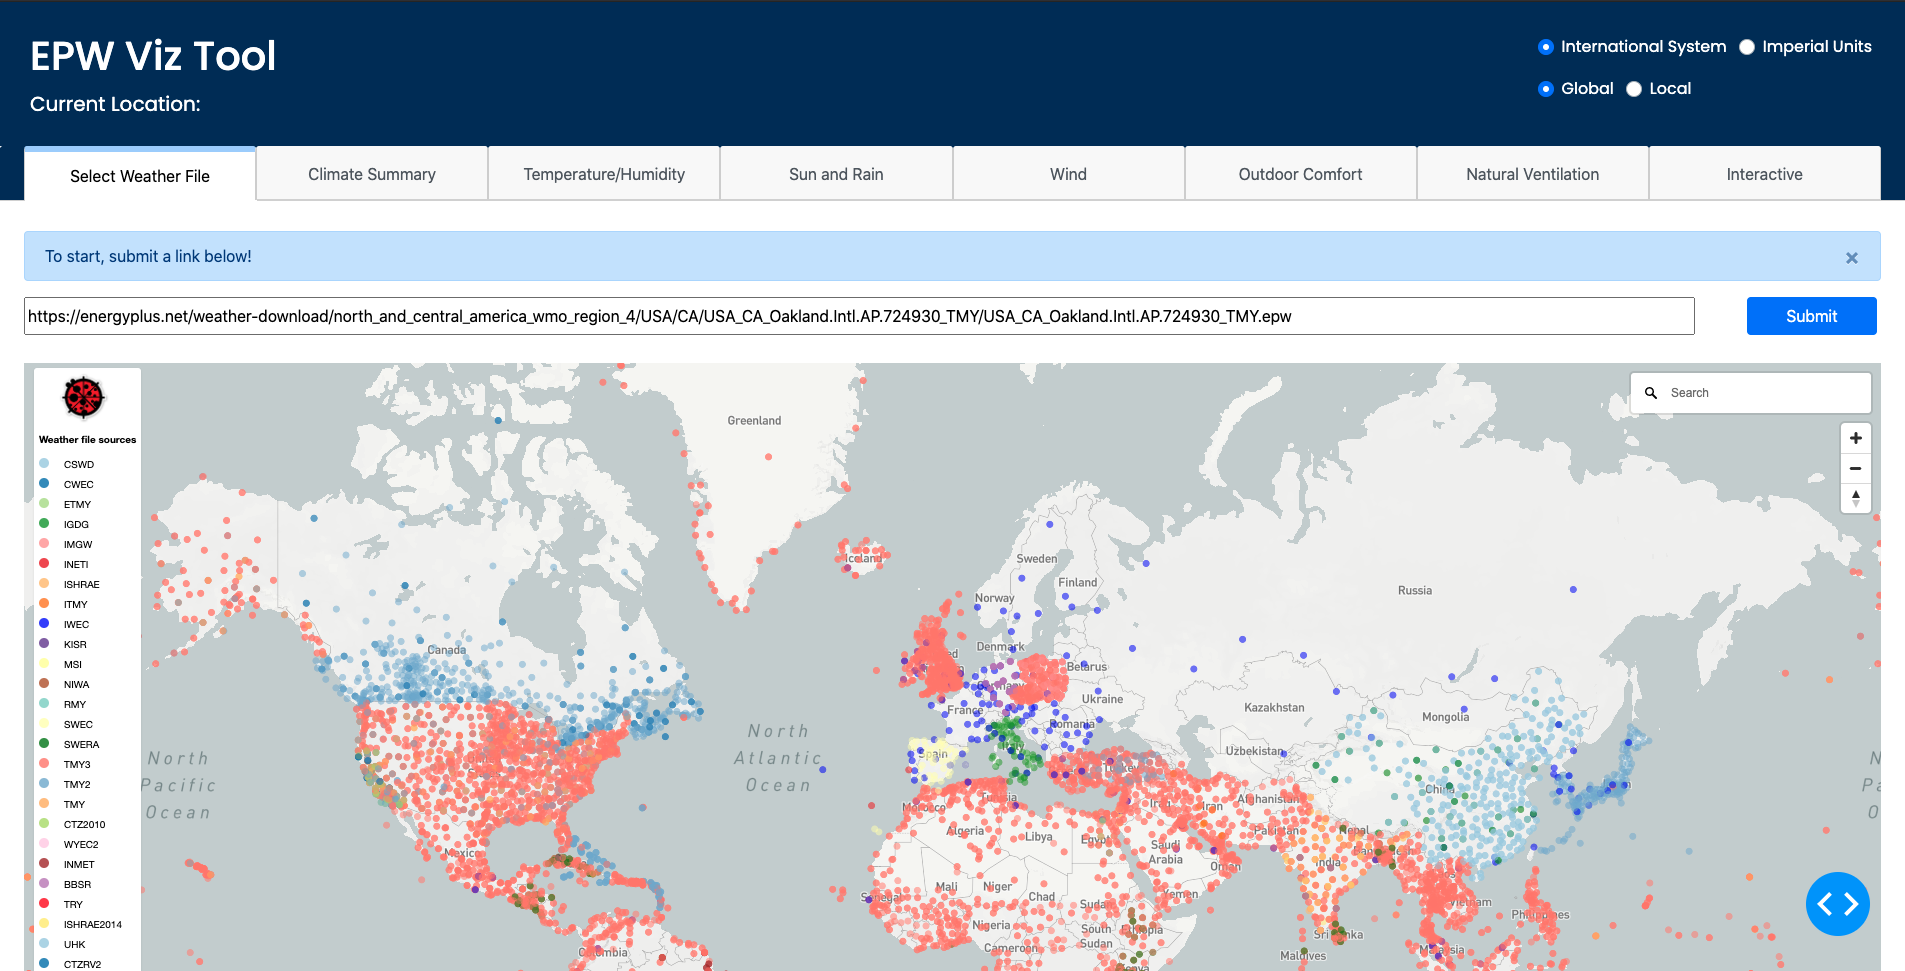 EPW Viz Tool
Current Location:
International System
Imperial Units
Global
Local
Select Weather File
Climate Summary
Temperature/Humidity
Sun and Rain
Wind
Outdoor Comfort
Natural Ventilation
Interactive
To start, submit a link below!
×
https://energyplus.net/weather-download/north_and_central_america_wmo_region_4/USA/CA/USA_CA_Oakland.Intl.AP.724930_TMY/USA_CA_Oakland.Intl.AP.724930_TMY.epw
Submit
Search
Weather file sources
CSWD
CWEC
ETMY
IGDG
IMGW
INETI
ISHRAE
ITMY
IWEC
KISR
MSI
NIWA
RMY
SWEC
SWERA
TMY3
TMY2
TMY
CTZ2010
WYEC2
INMET
BBSR
TRY
ISHRAE2014
UHK
CTZRV2
Greenland
Iceland
Sweden
Finland
Norway
Russia
Denmark
Canada
Belarus
Germany
Ukraine
France
Kazakhstan
Mongolia
Romania
North
Pacific
Ocean
North
Atlantic
Ocean
Spain
Italy
Uzbekistan
Turkey
China
Morocco
Tunisia
Iraq
Iran
Afghanistan
Algeria
Libya
Egypt
Pakistan
Nepal
Mexico
Saudi
Arabia
Oman
India
Mali
Niger
Chad
Sudan
Yemen
Senegal
Vietnam
Philippines
Nigeria
South
Sudan
Ethiopia
Sri Lanka
Cameroon
Colombia
Maldives
Malaysia
Kenya